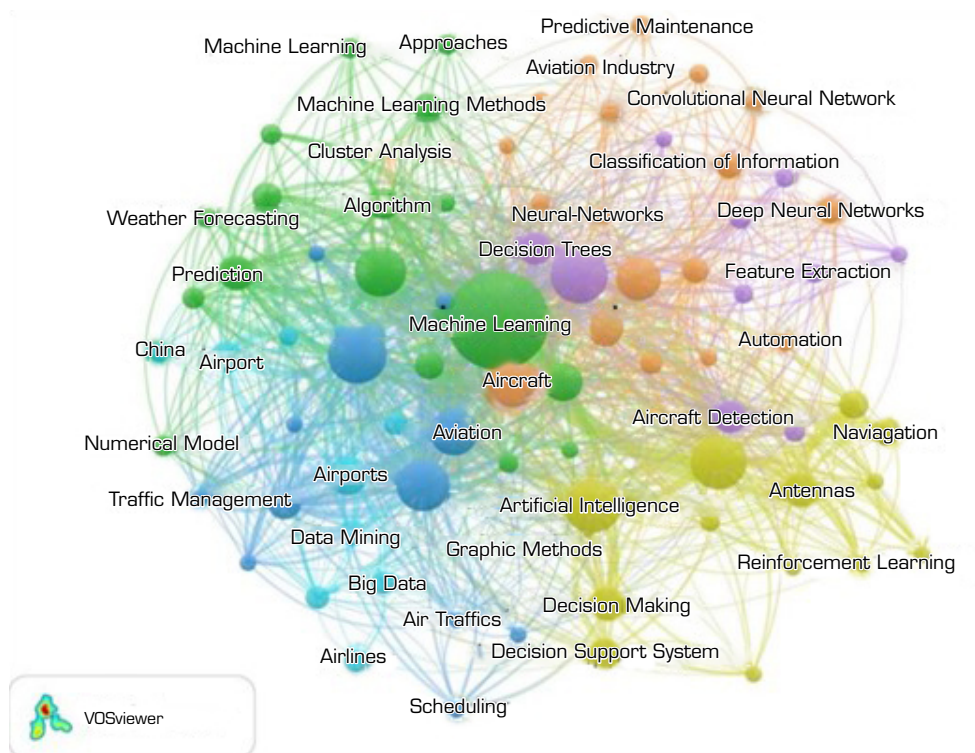 Predictive Maintenance
Machine Learning
Approaches
Aviation Industry
Machine Learning Methods
Convolutional Neural Network
Cluster Analysis
Classification of Information
Weather Forecasting
Algorithm
Neural-Networks
Deep Neural Networks
Decision Trees
Prediction
Feature Extraction
Machine Learning
Automation
China
Airport
Aircraft
Aircraft Detection
Numerical Model
Aviation
Naviagation
Airports
Traffic Management
Artificial Intelligence
Antennas
Data Mining
Graphic Methods
Reinforcement Learning
Big Data
Air Traffics
Decision Making
Airlines
Decision Support System
Scheduling
VOSviewer